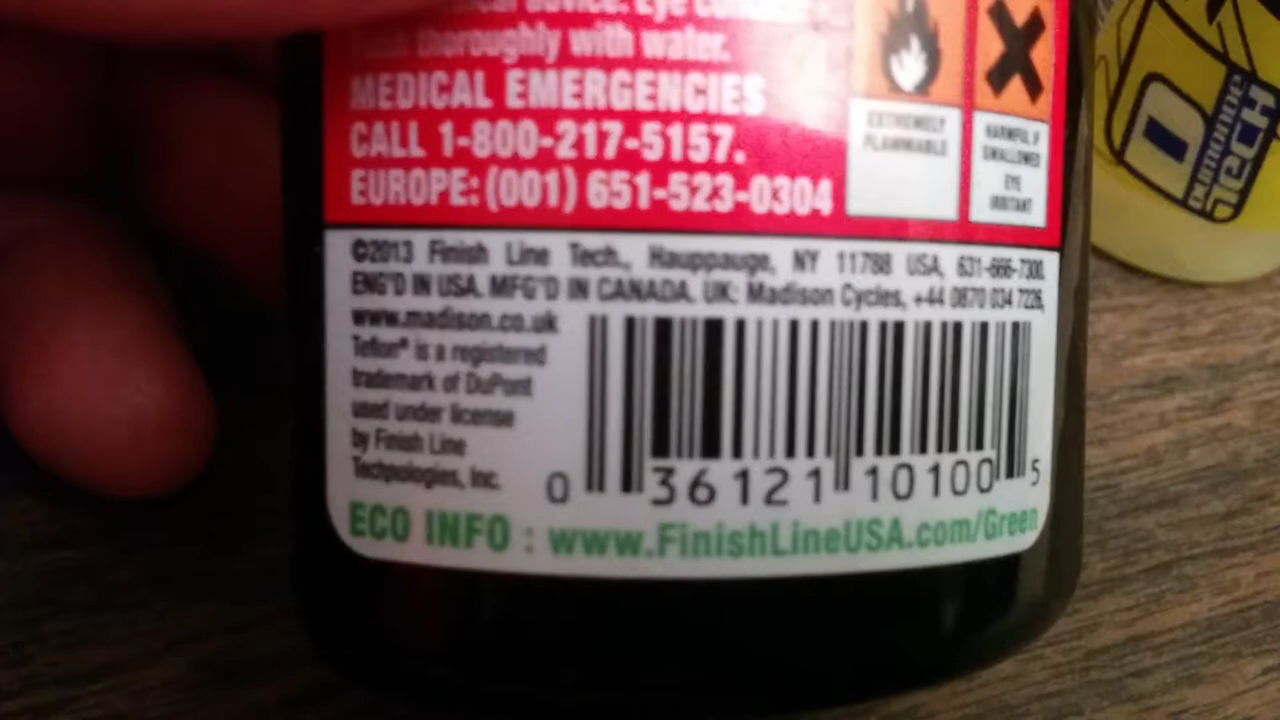 thoroughly with water.
MEDICAL EMERGENCIES
CALL 1-800-217-5157.
EUROPE: (001) 651-523-0304
EXTREMELY
FLAMMABLE
HARMFUL IF
SWALLOWED
EYE
IRRITANT
©2013 Finish Line Tech., Hauppauge, NY 11788 USA, 631-666-7300.
ENG'D IN USA. MFG'D IN CANADA. UK: Madison Cycles, +44 0870 034 7226,
www.madison.co.uk
Teflon® is a registered
trademark of DuPont
used under license
by Finish Line
Technologies, Inc.
0 36121 10100 5
ECO INFO : www.FinishLineUSA.com/Green
D
TECH